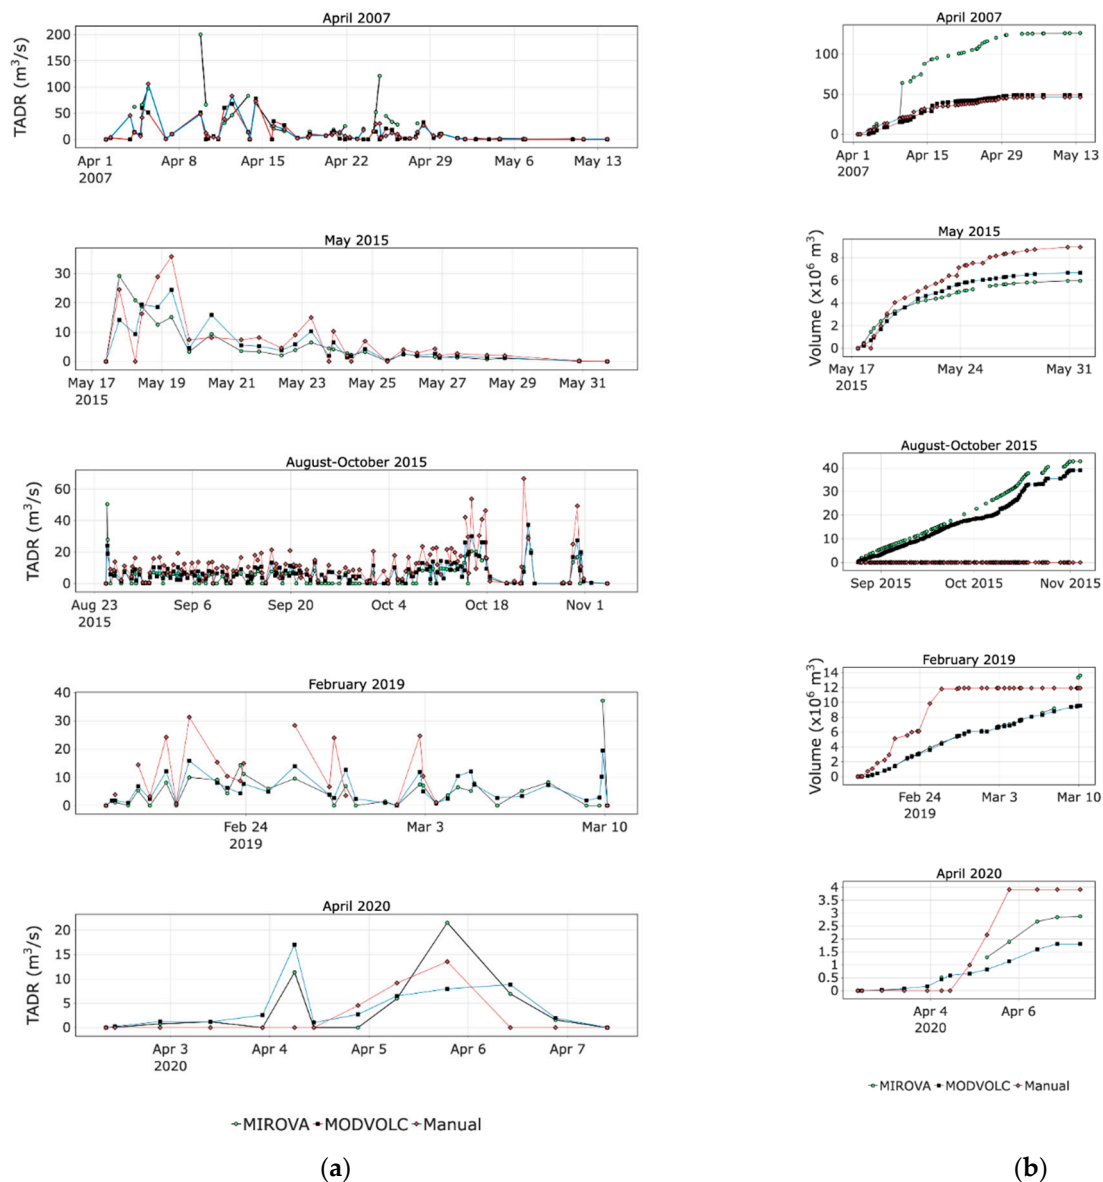 April 2007
TADR (m³/s)
200
150
100
50
0
Apr 1 Apr 8 Apr 15 Apr 22 Apr 29 May 6 May 13
2007
May 2015
30
20
10
0
May 17 May 19 May 21 May 23 May 25 May 27 May 29 May 31
2015
August-October 2015
TADR (m³/s)
60
40
20
0
Aug 23 Sep 6 Sep 20 Oct 4 Oct 18 Nov 1
2015
February 2019
40
30
20
10
0
Feb 24 Mar 3 Mar 10
2019
April 2020
TADR (m³/s)
20
15
10
5
0
Apr 3 Apr 4 Apr 5 Apr 6 Apr 7
2020
MIROVA MODVOLC Manual
(a)
April 2007
100
50
0
Apr 1 Apr 15 Apr 29 May 13
2007
May 2015
Volume (x10⁶ m³)
8
6
4
2
0
May 17 May 24 May 31
2015
August-October 2015
40
30
20
10
0
Sep 2015 Oct 2015 Nov 2015
February 2019
Volume (x10⁶ m³)
14
12
10
8
6
4
2
0
Feb 24 Mar 3 Mar 10
2019
April 2020
4
3.5
3
2.5
2
1.5
1
0.5
0
Apr 4 Apr 6
2020
MIROVA MODVOLC Manual
(b)